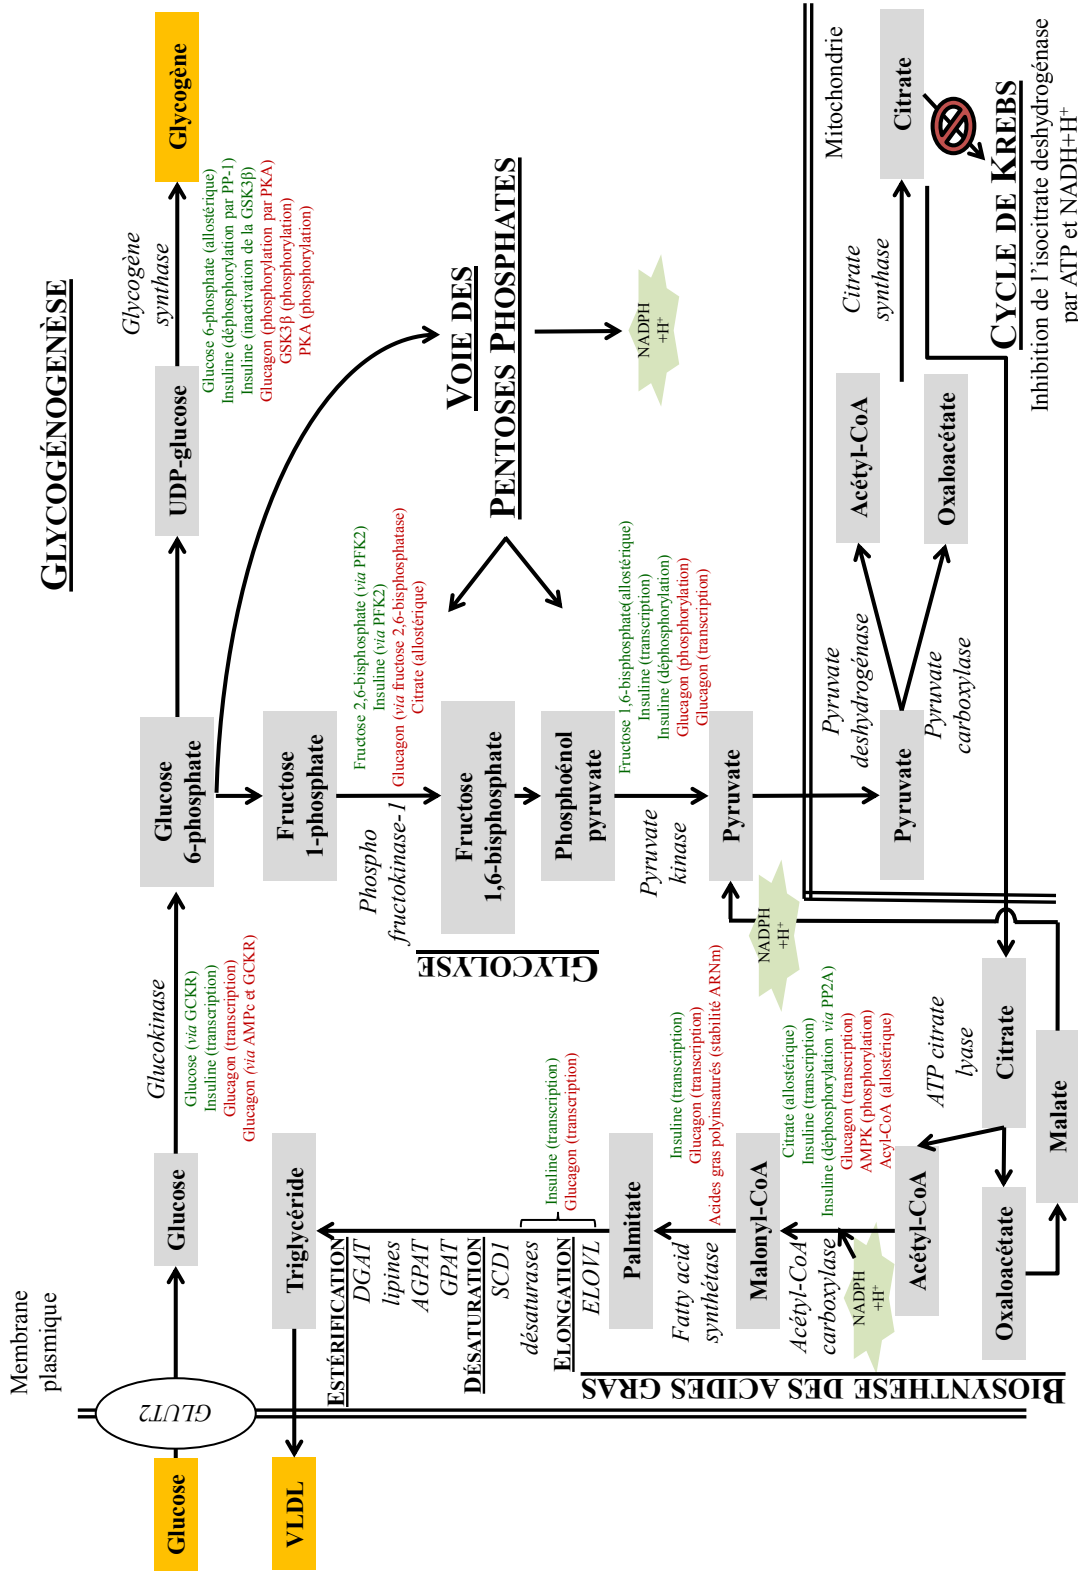 Membrane
plasmique
GLUT2
Glucose
Glucose
Glucokinase
Glucose (via GCKR)
Insuline (transcription)
Glucagon (transcription)
Glucagon (via AMPc et GCKR)
Glucose
6-phosphate
UDP-glucose
GLYCOGÉNOGENÈSE
Glycogène
synthase
Glucose 6-phosphate (allostérique)
Insuline (déphosphorylation par PP-1)
Insuline (inactivation de la GSK3β)
Glucagon (phosphorylation par PKA)
GSK3β (phosphorylation)
PKA (phosphorylation)
Glycogène
VLDL
Triglycéride
ESTÉRIFICATION
DGAT
lipines
AGPAT
GPAT
DÉSATURATION
SCD1
désaturases
ELONGATION
ELOVL
Insuline (transcription)
Glucagon (transcription)
Palmitate
Fatty acid
synthétase
Insuline (transcription)
Glucagon (transcription)
Acides gras polyinsaturés (stabilité ARNm)
Malonyl-CoA
Acétyl-CoA
carboxylase
Citrate (allostérique)
Insuline (transcription)
Insuline (déphosphorylation via PP2A)
Glucagon (transcription)
AMPK (phosphorylation)
Acyl-CoA (allostérique)
NADPH
+H+
Acétyl-CoA
BIOSYNTHESE DES ACIDES GRAS
Oxaloacétate
ATP citrate
lyase
Citrate
Malate
NADPH
+H+
Fructose
1-phosphate
Phospho
fructokinase-1
Fructose 2,6-bisphosphate (via PFK2)
Insuline (via PFK2)
Glucagon (via fructose 2,6-bisphosphatase)
Citrate (allostérique)
GLYCOLYSE
Fructose
1,6-bisphosphate
Phosphoénol
pyruvate
Pyruvate
kinase
Fructose 1,6-bisphosphate(allostérique)
Insuline (transcription)
Insuline (déphosphorylation)
Glucagon (phosphorylation)
Glucagon (transcription)
Pyruvate
VOIE DES
PENTOSES PHOSPHATES
NADPH
+H+
Mitochondrie
Pyruvate
Pyruvate
deshydrogénase
Pyruvate
carboxylase
Acétyl-CoA
Oxaloacétate
Citrate
synthase
Citrate
CYCLE DE KREBS
Inhibition de l'isocitrate deshydrogénase
par ATP et NADH+H+